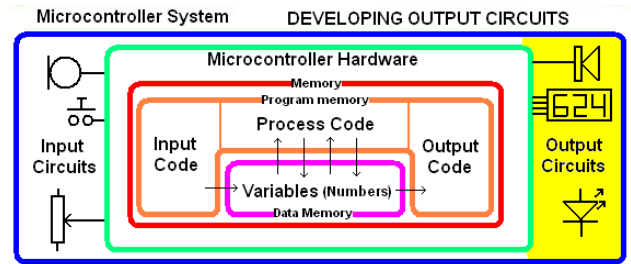 Microcontroller System
DEVELOPING OUTPUT CIRCUITS
Microcontroller Hardware
Memory
Program memory
Process Code
Input
Code
Output
Code
Input
Circuits
624
Output
Circuits
Variables (Numbers)
Data Memory